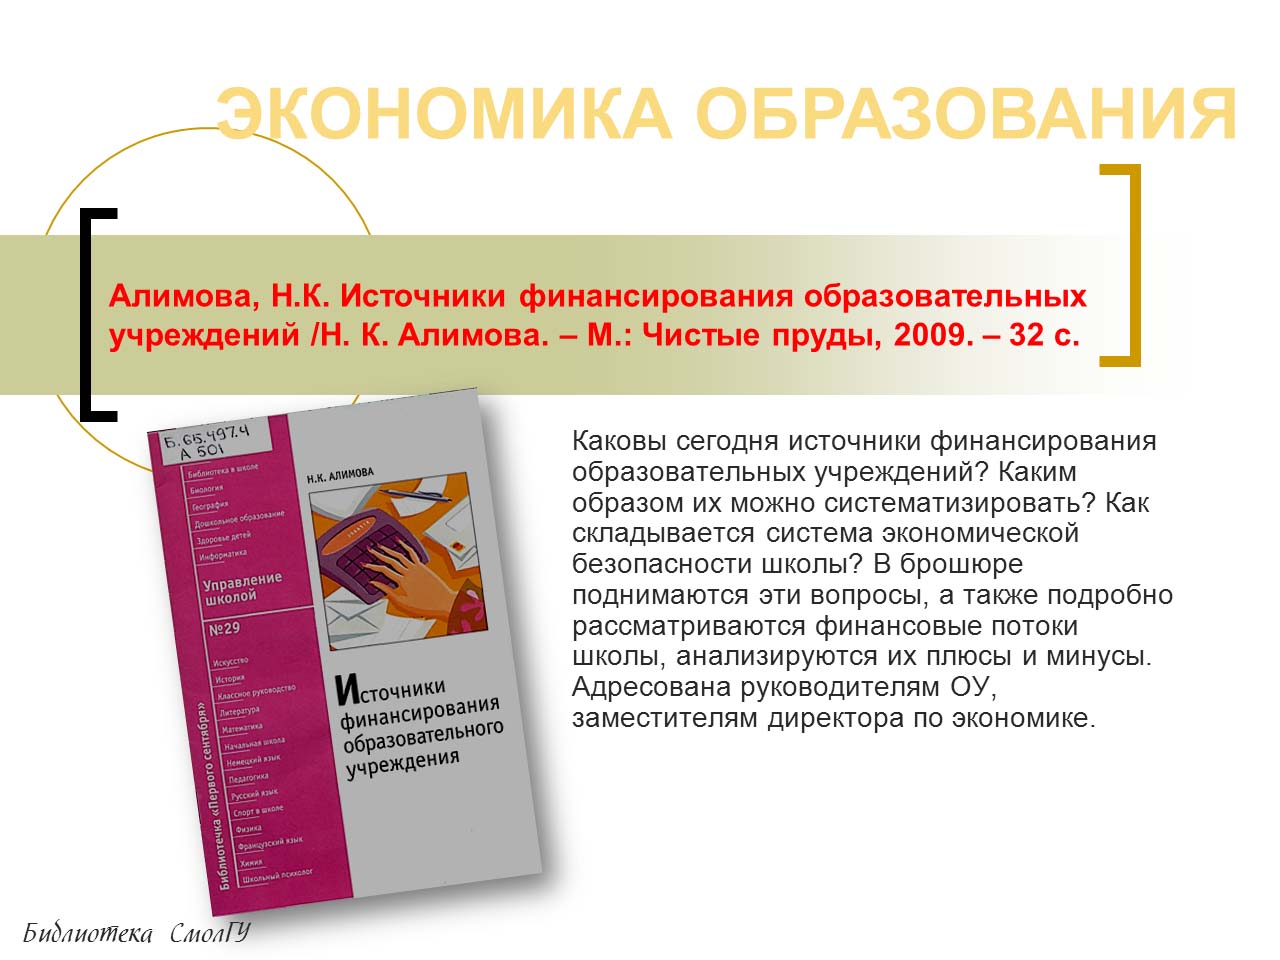 ЭКОНОМИКА ОБРАЗОВАНИЯ
Алимова, Н.К. Источники финансирования образовательных
учреждений /Н. К. Алимова. – М.: Чистые пруды, 2009. – 32 с.
Б. 65.497.4
А 501
Библиотека в школе
Биология
География
Дошкольное образование
Здоровье детей
Информатика
Управление
школой
№29
Искусство
История
Классное руководство
Литература
Математика
Начальная школа
Немецкий язык
Педагогика
Русский язык
Спорт в школе
Физика
Французский язык
Химия
Школьный психолог
Библиотечка «Первого сентября»
Н.К. АЛИМОВА
Источники
финансирования
образовательного
учреждения
Каковы сегодня источники финансирования
образовательных учреждений? Каким
образом их можно систематизировать? Как
складывается система экономической
безопасности школы? В брошюре
поднимаются эти вопросы, а также подробно
рассматриваются финансовые потоки
школы, анализируются их плюсы и минусы.
Адресована руководителям ОУ,
заместителям директора по экономике.
Библиотека СмолГУ